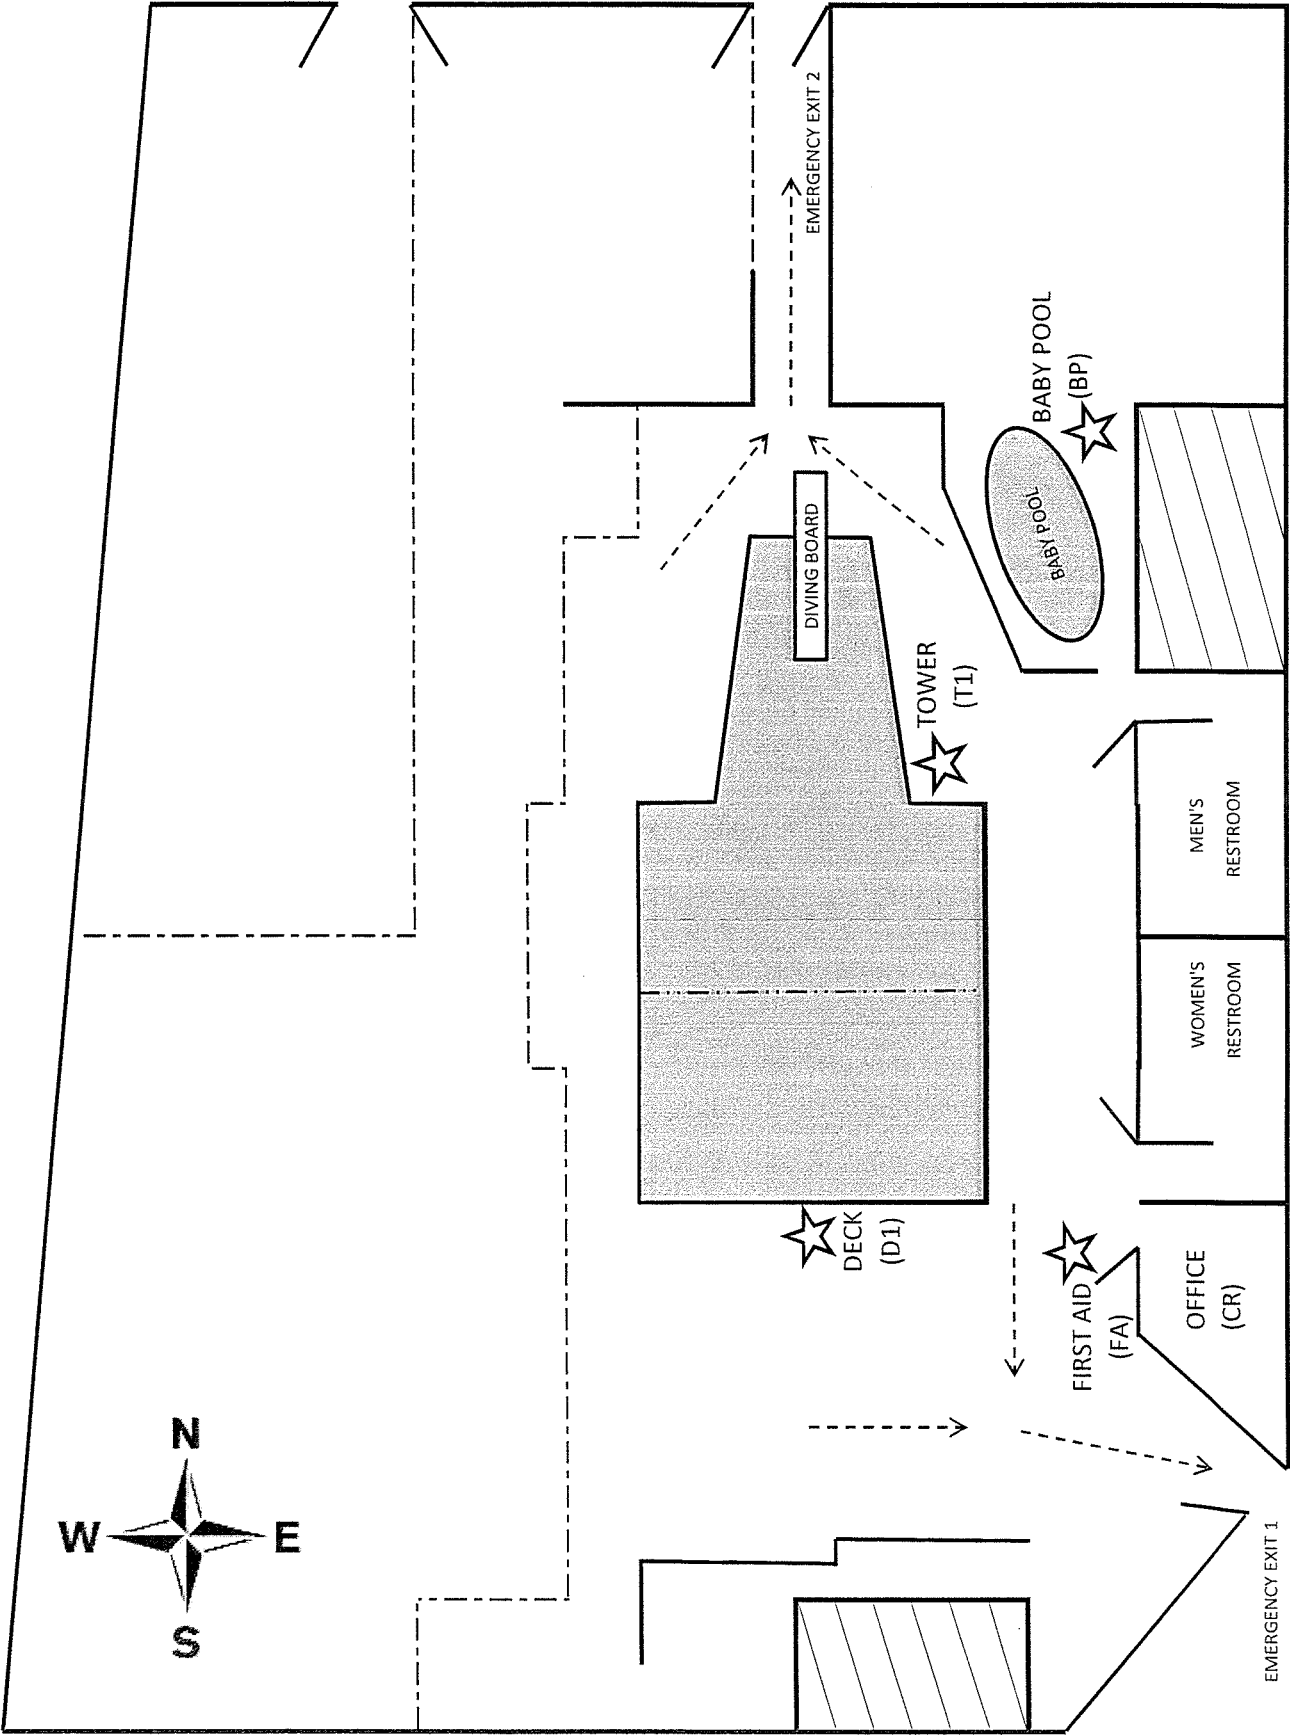 EMERGENCY EXIT 2
BABY POOL
(BP)
BABY POOL
DIVING BOARD
TOWER
(T1)
MEN'S
RESTROOM
WOMEN'S
RESTROOM
DECK
(D1)
FIRST AID
(FA)
OFFICE
(CR)
N
W
E
S
EMERGENCY EXIT 1